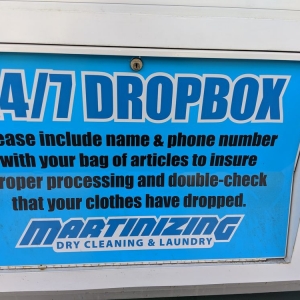 4/7 DROPBOX
ease include name & phone number
with your bag of articles to insure
roper processing and double-check
that your clothes have dropped.
MARTINIZING
DRY CLEANING & LAUNDRY